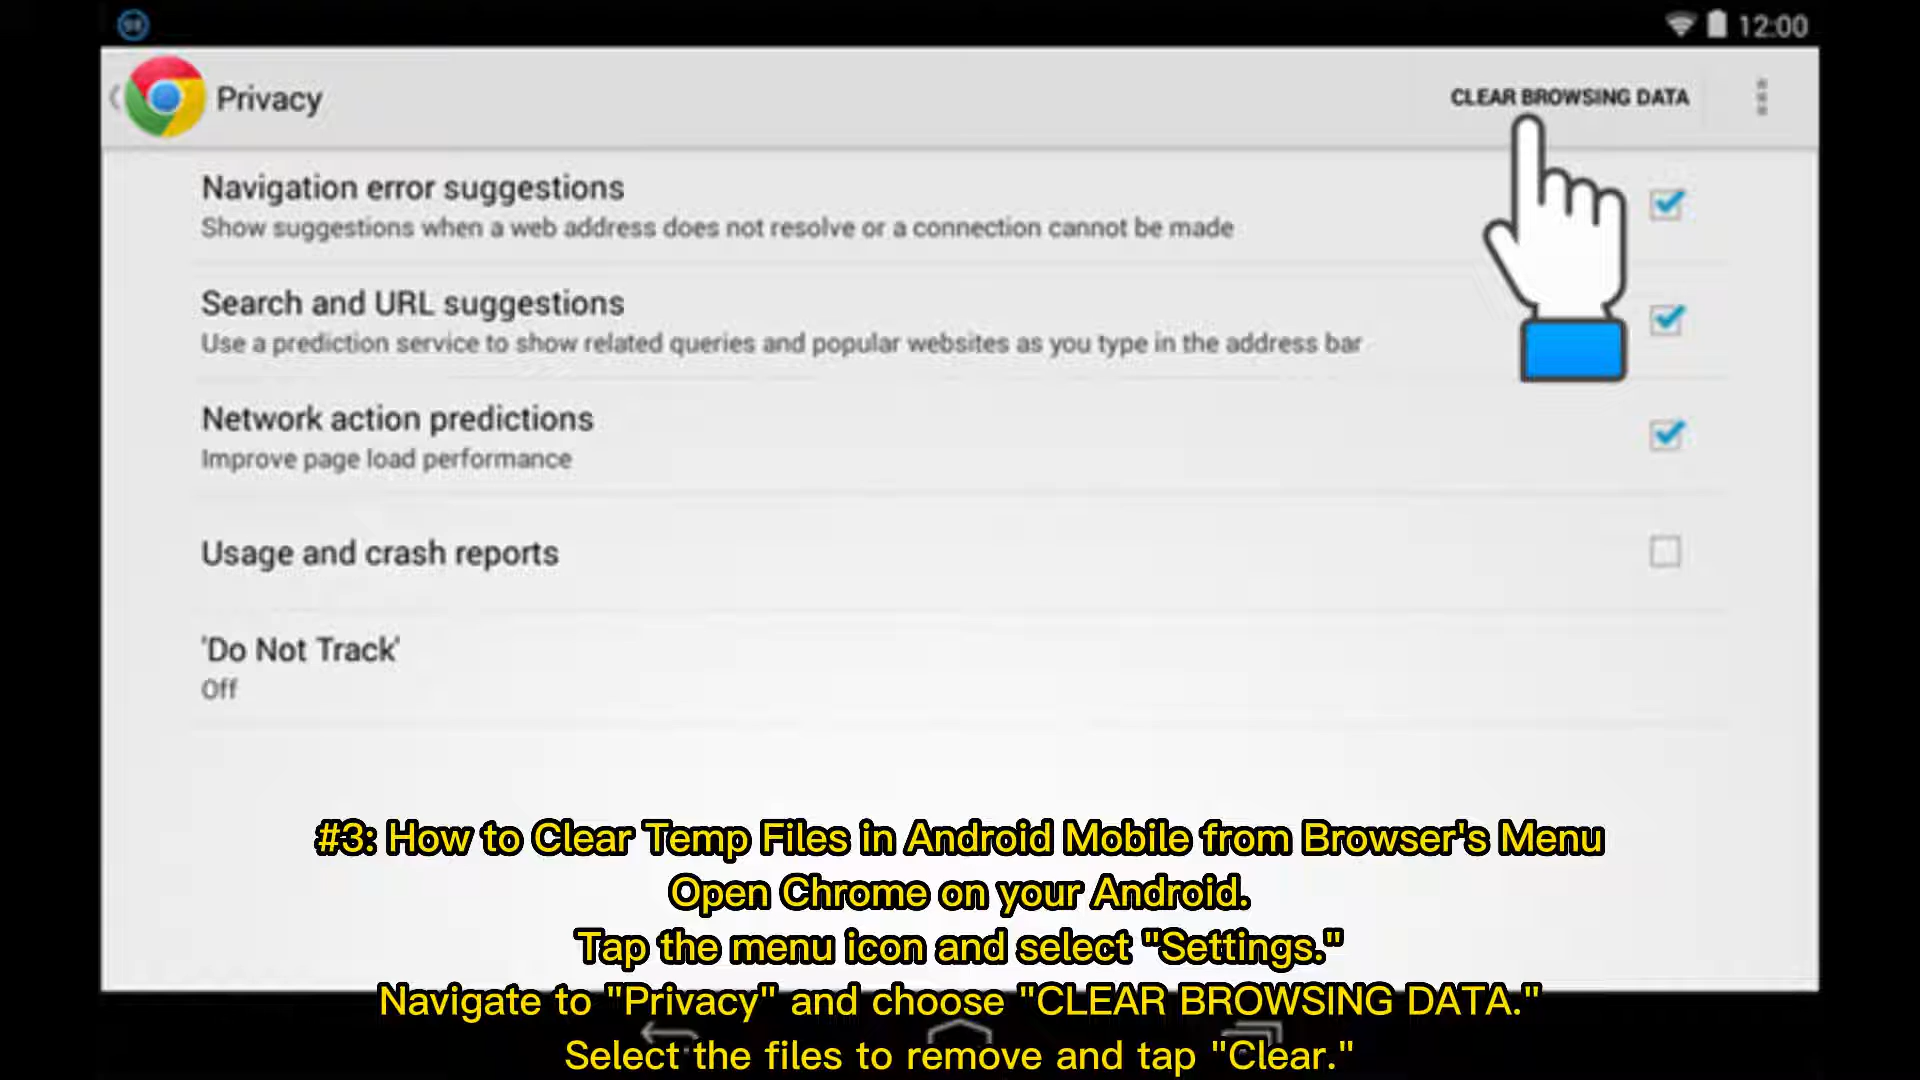 12:00
Privacy
CLEAR BROWSING DATA
Navigation error suggestions
Show suggestions when a web address does not resolve or a connection cannot be made
Search and URL suggestions
Use a prediction service to show related queries and popular websites as you type in the address bar
Network action predictions
Improve page load performance
Usage and crash reports
'Do Not Track'
Off
#3: How to Clear Temp Files in Android Mobile from Browser's Menu
Open Chrome on your Android.
Tap the menu icon and select "Settings."
Navigate to "Privacy" and choose "CLEAR BROWSING DATA."
Select the files to remove and tap "Clear."